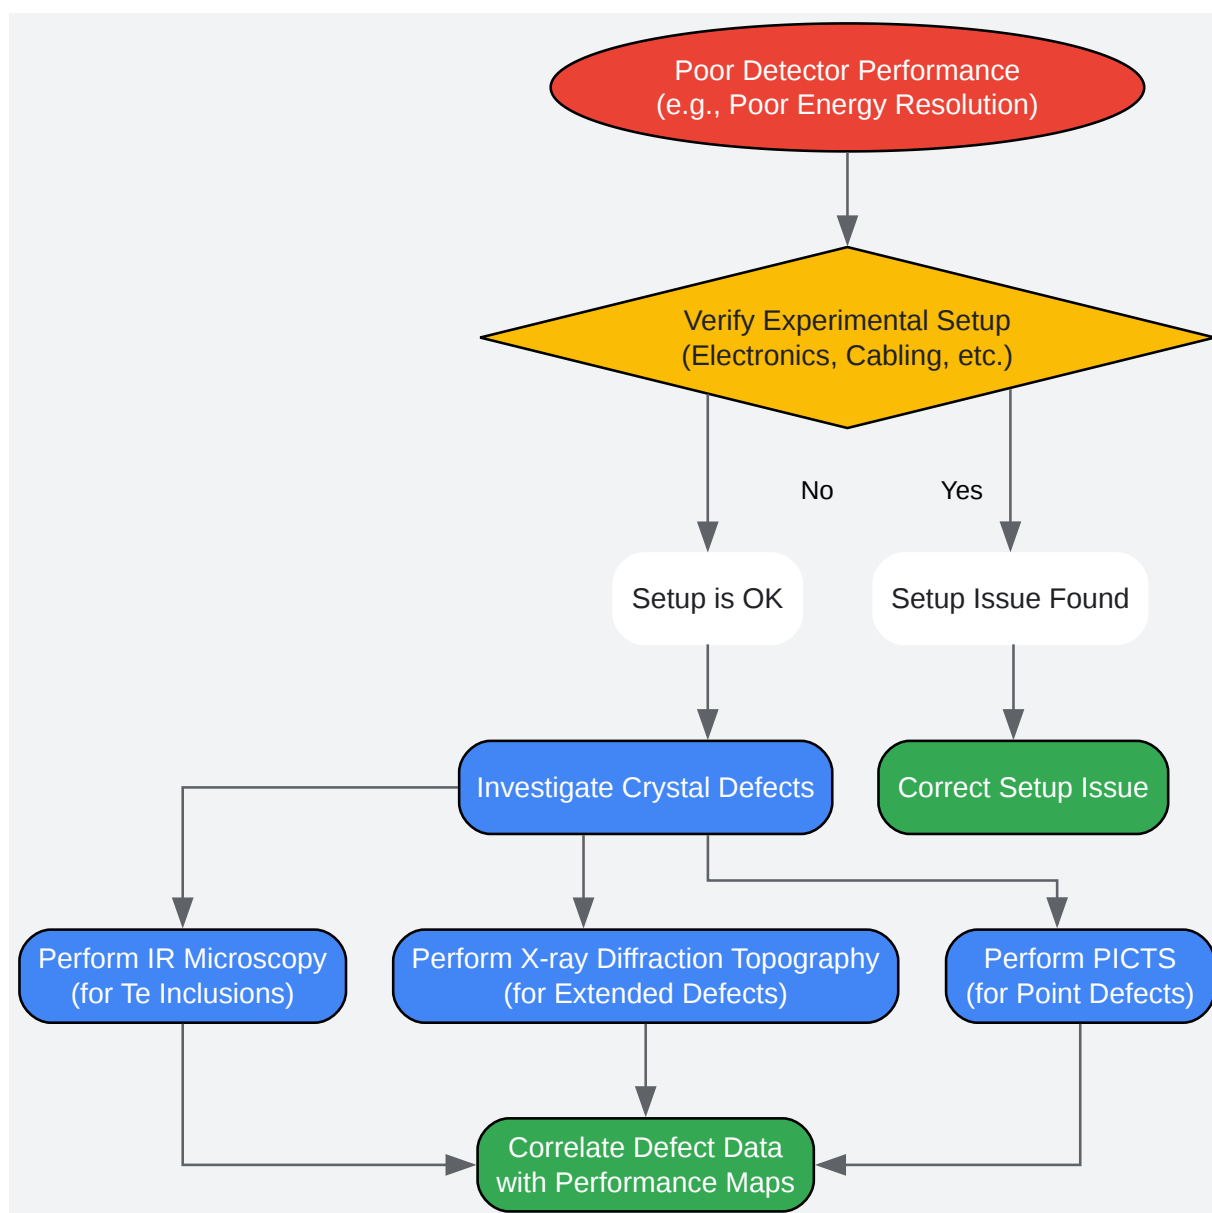 Poor Detector Performance
(e.g., Poor Energy Resolution)
Verify Experimental Setup
(Electronics, Cabling, etc.)
No
Yes
Setup is OK
Setup Issue Found
Investigate Crystal Defects
Correct Setup Issue
Perform IR Microscopy
(for Te Inclusions)
Perform X-ray Diffraction Topography
(for Extended Defects)
Perform PICTS
(for Point Defects)
Correlate Defect Data
with Performance Maps